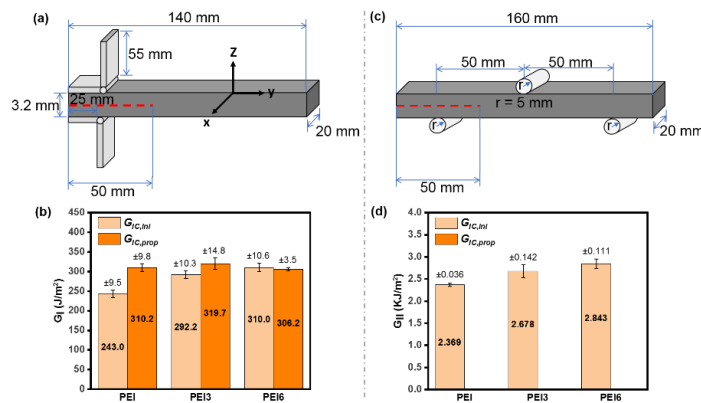 (a)
140 mm
55 mm
z
y
x
3.2 mm
25 mm
20 mm
50 mm
(b)
G_I (J/m²)
450
400
350
300
250
200
150
100
50
0
G_IC,ini
G_IC,prop
±9.5
±9.8
±10.3
±14.8
±10.6
±3.5
243.0
310.2
292.2
319.7
310.0
306.2
PEI
PEI3
PEI6
(c)
160 mm
50 mm
50 mm
r
r = 5 mm
r
r
20 mm
50 mm
(d)
G_II (KJ/m²)
4.0
3.5
3.0
2.5
2.0
1.5
1.0
0.5
0.0
G_IC,ini
G_IC,prop
±0.036
±0.142
±0.111
2.369
2.678
2.843
PEI
PEI3
PEI6